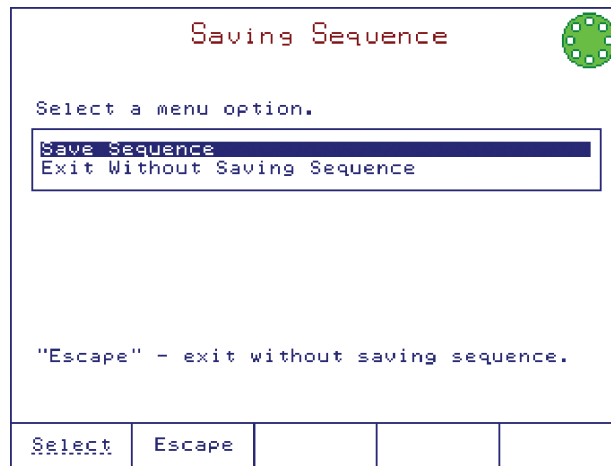 Saving Sequence
Select a menu option.
Save Sequence
Exit Without Saving Sequence
"Escape" - exit without saving sequence.
Select Escape